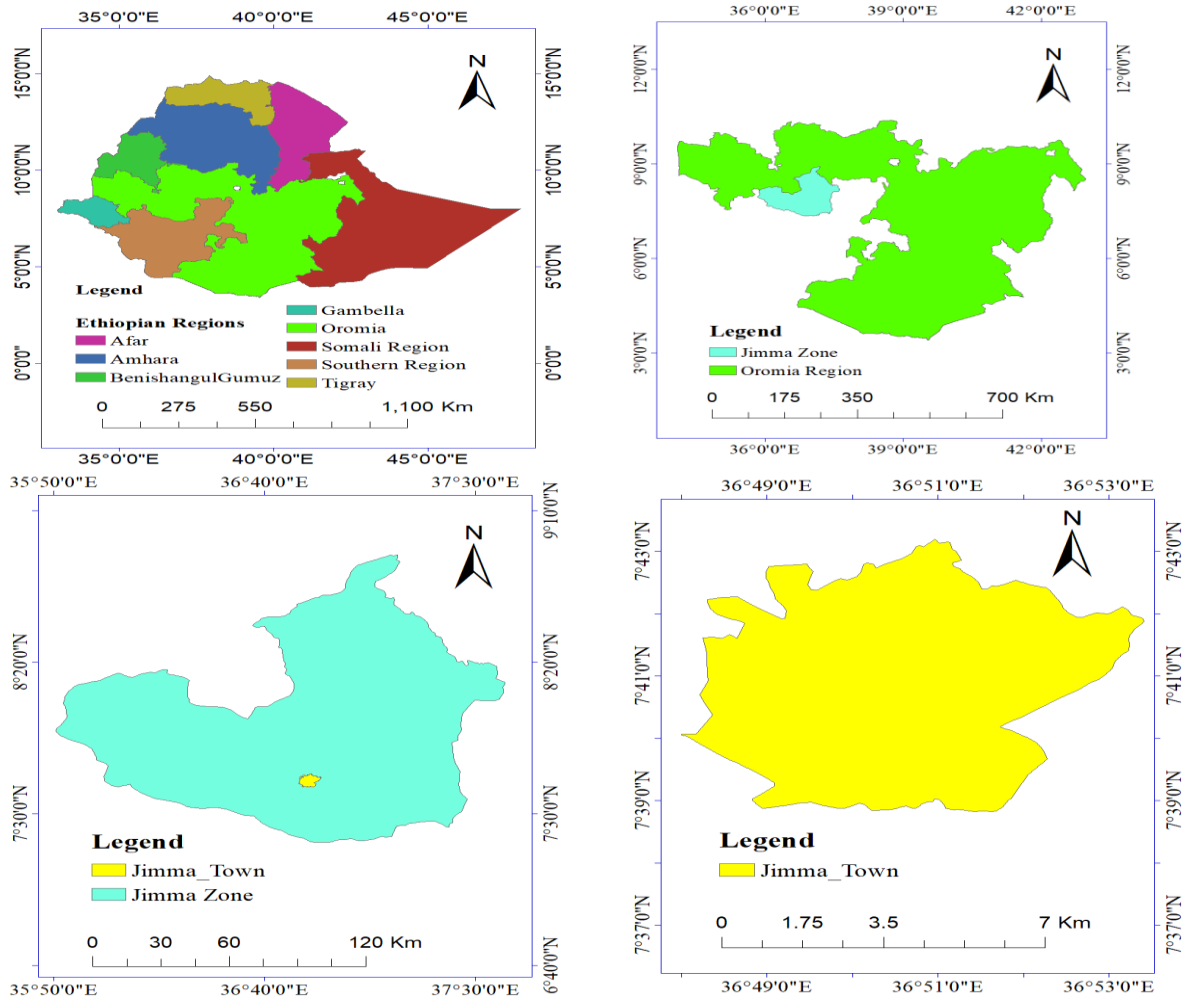 35°0'0"E 40°0'0"E 45°0'0"E
15°0'0"N 10°0'0"N 5°0'0"N 0°0'0"
N
15°0'0"N 10°0'0"N 5°0'0"N 0°0'0"
Legend
Ethiopian Regions
Afar
Amhara
BenishangulGumuz
Gambella
Oromia
Somali Region
Southern Region
Tigray
0 275 550 1,100 Km
35°0'0"E 40°0'0"E 45°0'0"E
36°0'0"E 39°0'0"E 42°0'0"E
12°0'0"N 9°0'0"N 6°0'0"N 3°0'0"N
N
12°0'0"N 9°0'0"N 6°0'0"N 3°0'0"N
Legend
Jimma Zone
Oromia Region
0 175 350 700 Km
36°0'0"E 39°0'0"E 42°0'0"E
35°50'0"E 36°40'0"E 37°30'0"E
8°20'0"N 7°30'0"N
N
9°10'0"N 8°20'0"N 7°30'0"N 6°40'0"N
Legend
Jimma_Town
Jimma Zone
0 30 60 120 Km
35°50'0"E 36°40'0"E 37°30'0"E
36°49'0"E 36°51'0"E 36°53'0"E
7°43'0"N 7°41'0"N 7°39'0"N 7°37'0"N
N
7°43'0"N 7°41'0"N 7°39'0"N 7°37'0"N
Legend
Jimma_Town
0 1.75 3.5 7 Km
36°49'0"E 36°51'0"E 36°53'0"E